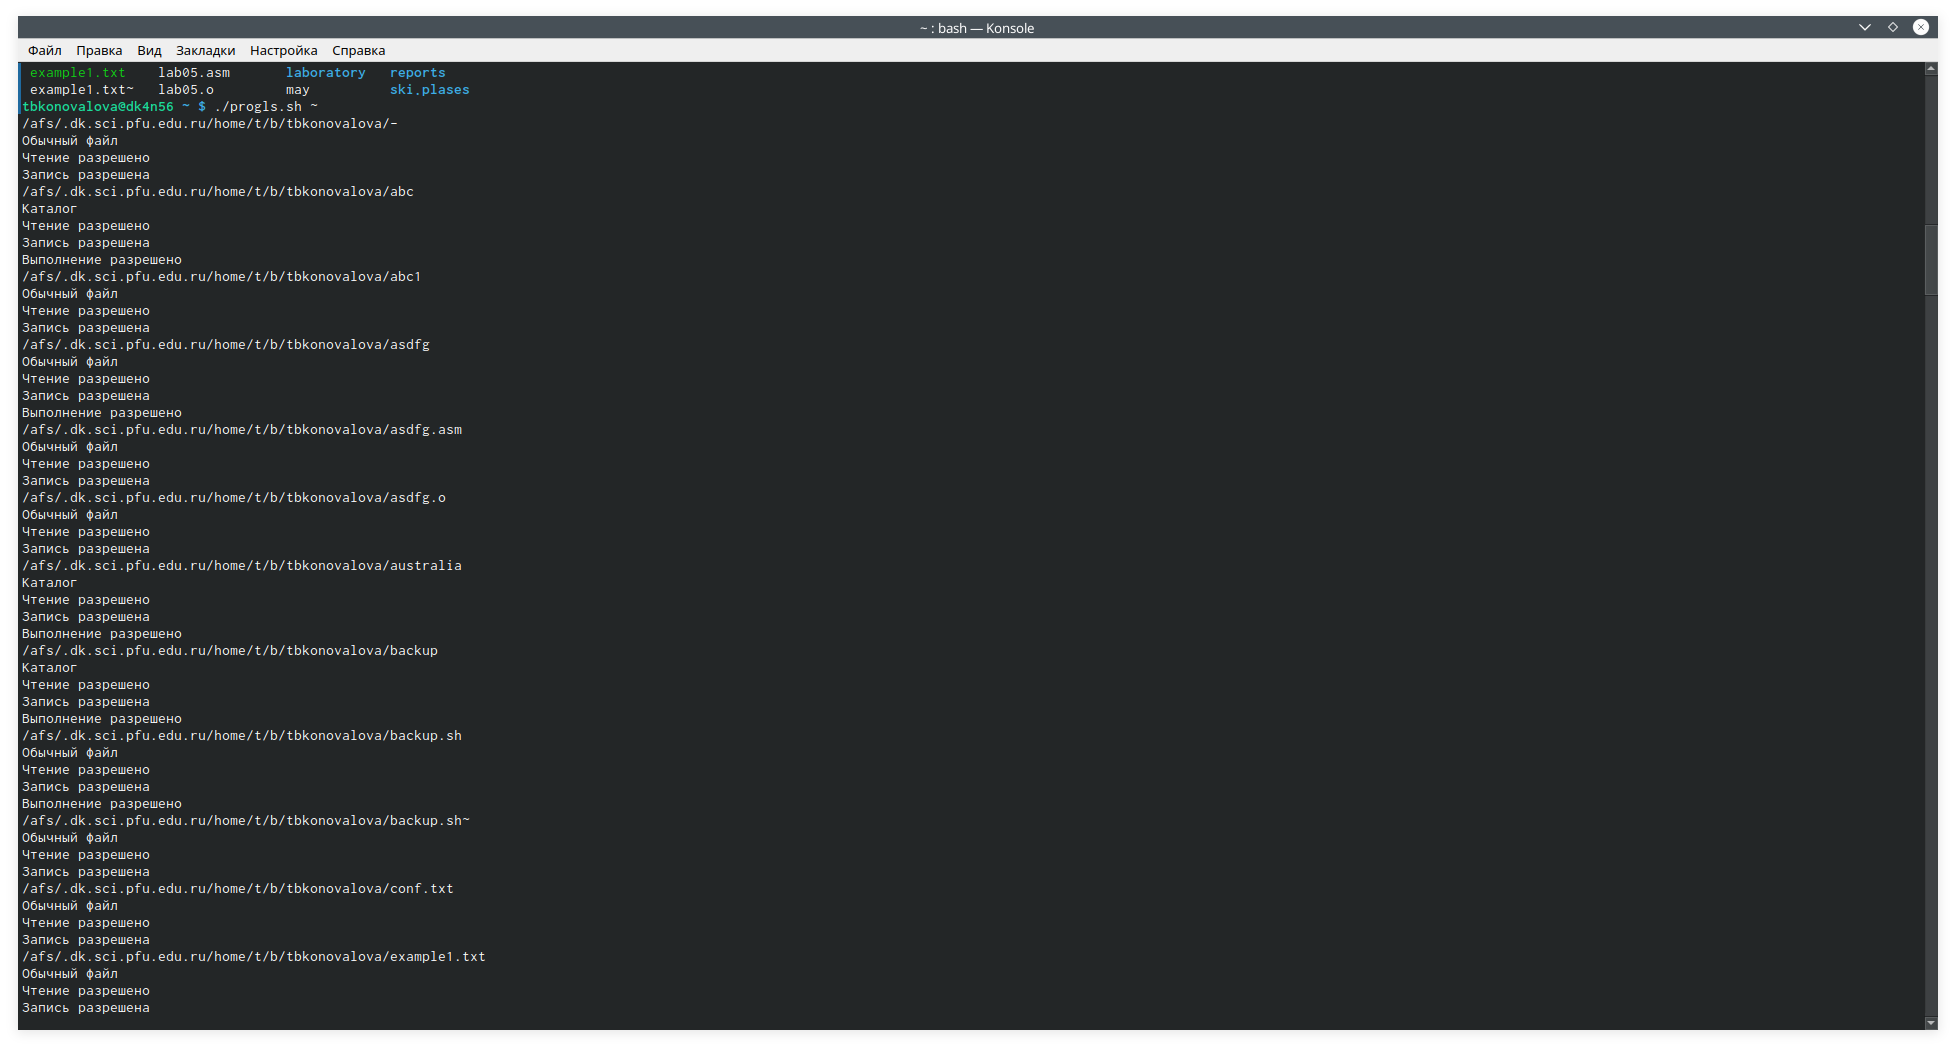 ~ : bash — Konsole
Файл Правка Вид Закладки Настройка Справка
example1.txt lab05.asm laboratory reports
example1.txt~ lab05.o may ski.plases
tbkonovalova@dk4n56 ~ $ ./progls.sh ~
/afs/.dk.sci.pfu.edu.ru/home/t/b/tbkonovalova/-
Обычный файл
Чтение разрешено
Запись разрешена
/afs/.dk.sci.pfu.edu.ru/home/t/b/tbkonovalova/abc
Каталог
Чтение разрешено
Запись разрешена
Выполнение разрешено
/afs/.dk.sci.pfu.edu.ru/home/t/b/tbkonovalova/abc1
Обычный файл
Чтение разрешено
Запись разрешена
/afs/.dk.sci.pfu.edu.ru/home/t/b/tbkonovalova/asdfg
Обычный файл
Чтение разрешено
Запись разрешена
Выполнение разрешено
/afs/.dk.sci.pfu.edu.ru/home/t/b/tbkonovalova/asdfg.asm
Обычный файл
Чтение разрешено
Запись разрешена
/afs/.dk.sci.pfu.edu.ru/home/t/b/tbkonovalova/asdfg.o
Обычный файл
Чтение разрешено
Запись разрешена
/afs/.dk.sci.pfu.edu.ru/home/t/b/tbkonovalova/australia
Каталог
Чтение разрешено
Запись разрешена
Выполнение разрешено
/afs/.dk.sci.pfu.edu.ru/home/t/b/tbkonovalova/backup
Каталог
Чтение разрешено
Запись разрешена
Выполнение разрешено
/afs/.dk.sci.pfu.edu.ru/home/t/b/tbkonovalova/backup.sh
Обычный файл
Чтение разрешено
Запись разрешена
Выполнение разрешено
/afs/.dk.sci.pfu.edu.ru/home/t/b/tbkonovalova/backup.sh~
Обычный файл
Чтение разрешено
Запись разрешена
/afs/.dk.sci.pfu.edu.ru/home/t/b/tbkonovalova/conf.txt
Обычный файл
Чтение разрешено
Запись разрешена
/afs/.dk.sci.pfu.edu.ru/home/t/b/tbkonovalova/example1.txt
Обычный файл
Чтение разрешено
Запись разрешена